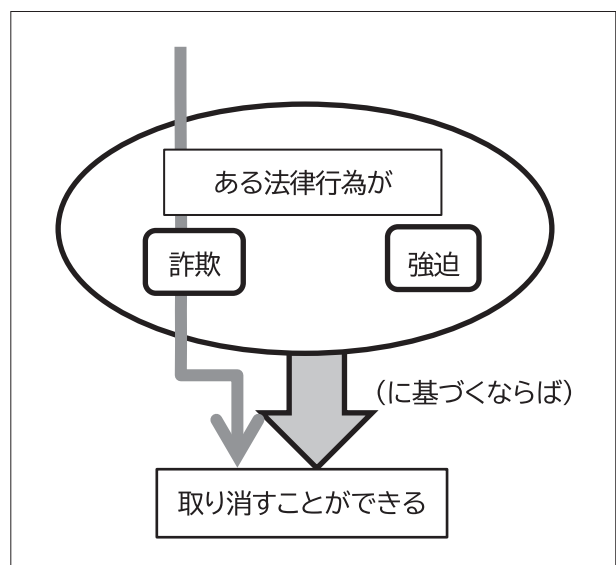 ある法律行為が
詐欺
強迫
(に基づくならば)
取り消すことができる